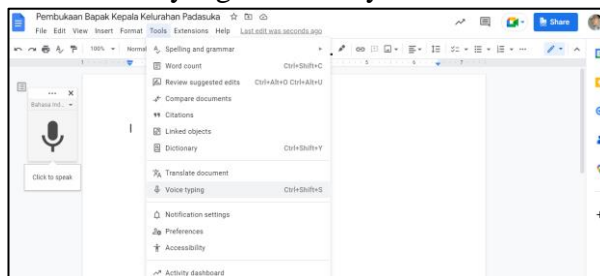 Pembukaan Bapak Kepala Kelurahan Padasuka
File Edit View Insert Format Tools Extensions Help Last edit was seconds ago
Share
100% Normal
Spelling and grammar
Word count Ctrl+Shift+C
Review suggested edits Ctrl+Alt+O Ctrl+Alt+U
Compare documents
Citations
Linked objects
Dictionary Ctrl+Shift+Y
Translate document
Voice typing Ctrl+Shift+S
Notification settings
Preferences
Accessibility
Activity dashboard
Bahasa Ind...
Click to speak